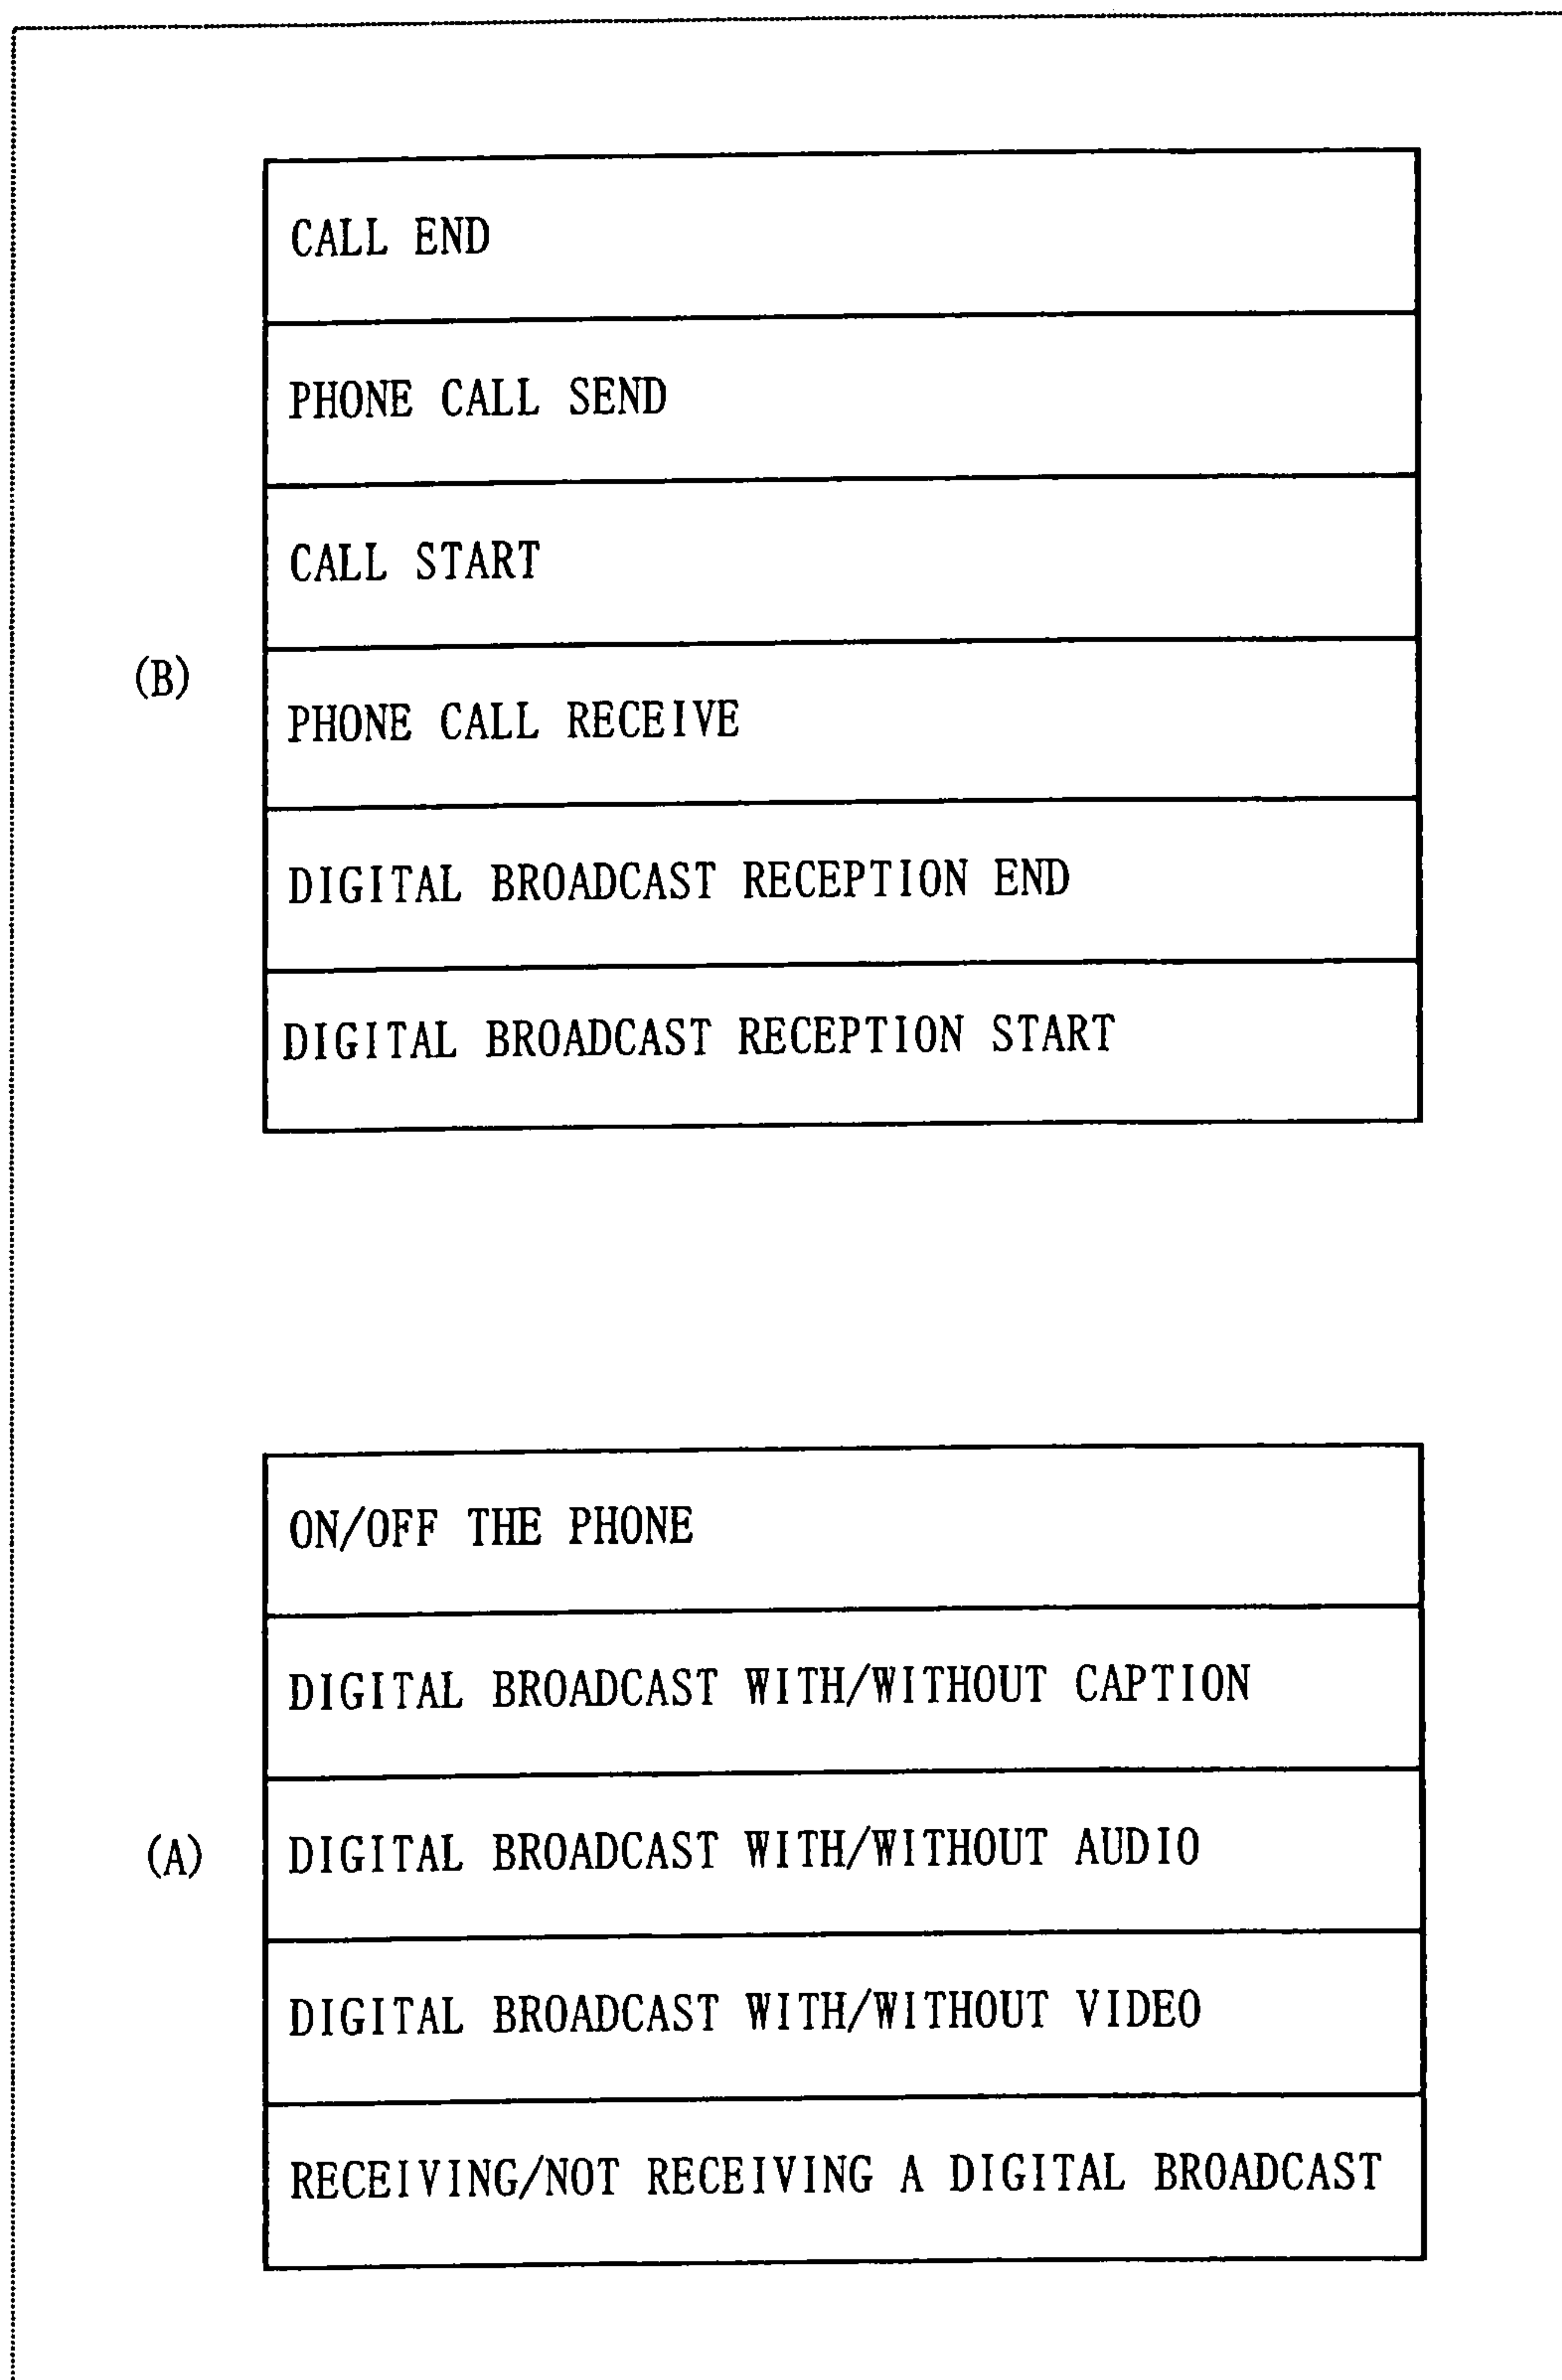 CALL END
PHONE CALL SEND
CALL START
(B)
PHONE CALL RECEIVE
DIGITAL BROADCAST RECEPTION END
DIGITAL BROADCAST RECEPTION START
ON/OFF THE PHONE
DIGITAL BROADCAST WITH/WITHOUT CAPTION
(A)
DIGITAL BROADCAST WITH/WITHOUT AUDIO
DIGITAL BROADCAST WITH/WITHOUT VIDEO
RECEIVING/NOT RECEIVING A DIGITAL BROADCAST